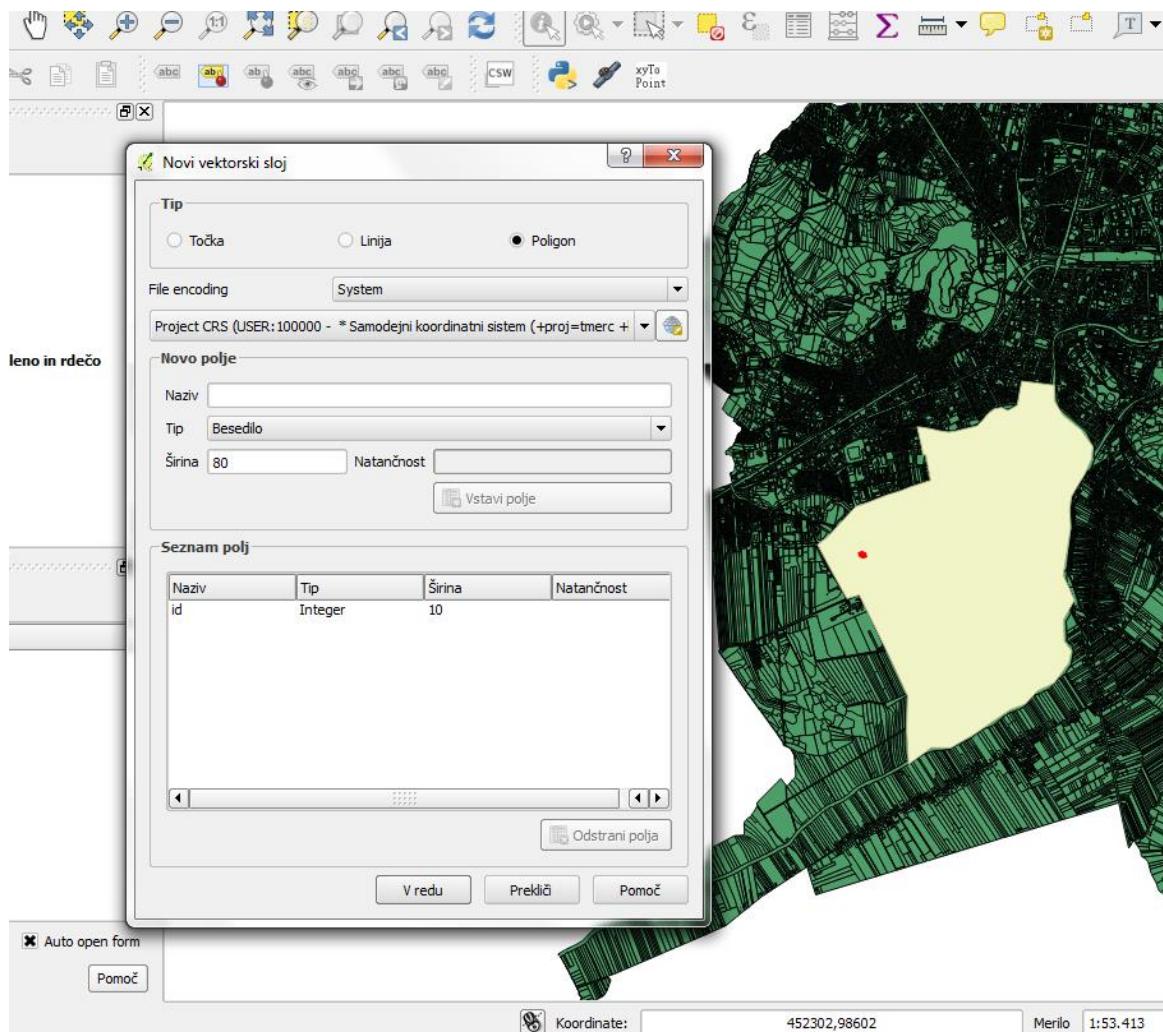 1:1
abc abc abc abc abc abc abc CSW xyTo
Point
T
Novi vektorski sloj
Tip
Točka Linija Poligon
File encoding System
Project CRS (USER:100000 - * Samodejni koordinatni sistem (+proj=tmerc +
leno in rdečo
Novo polje
Naziv
Tip Besedilo
Širina 80 Natančnost
Vstavi polje
Seznam polj
Naziv Tip Širina Natančnost
id Integer 10
Odstrani polja
V redu Prekliči Pomoč
Auto open form
Pomoč
Koordinate: 452302,98602 Merilo 1:53.413